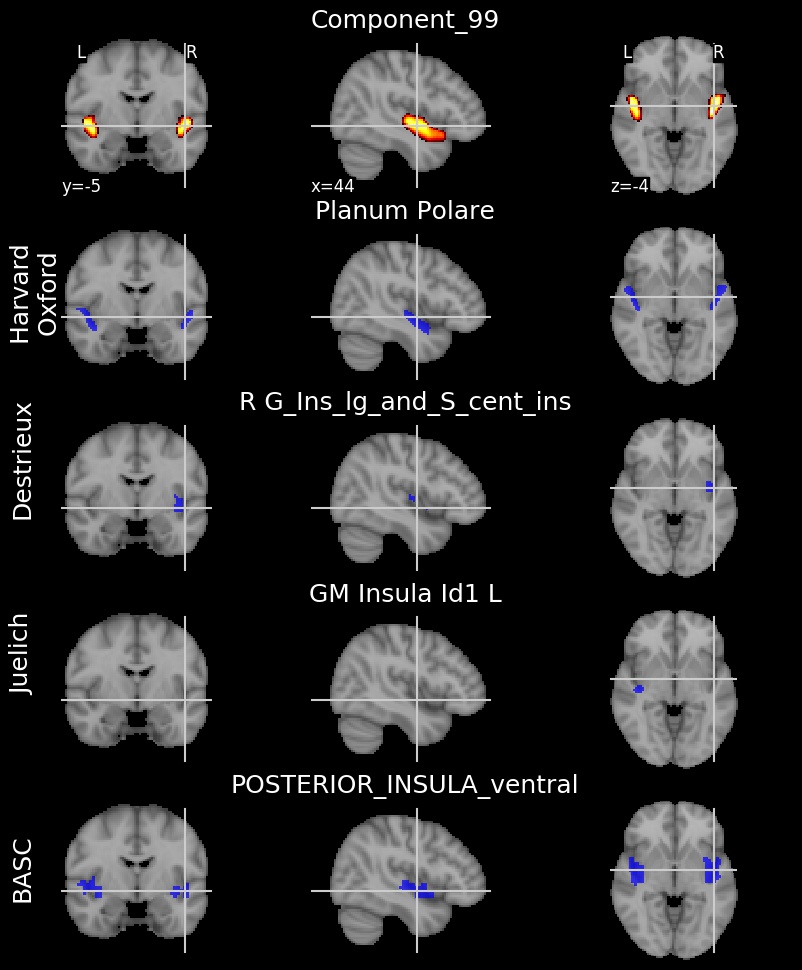 Component_99
L R
L R
y=-5
x=44
z=-4
Planum Polare
Harvard
Oxford
R G_Ins_lg_and_S_cent_ins
Destrieux
GM Insula Id1 L
Juelich
POSTERIOR_INSULA_ventral
BASC